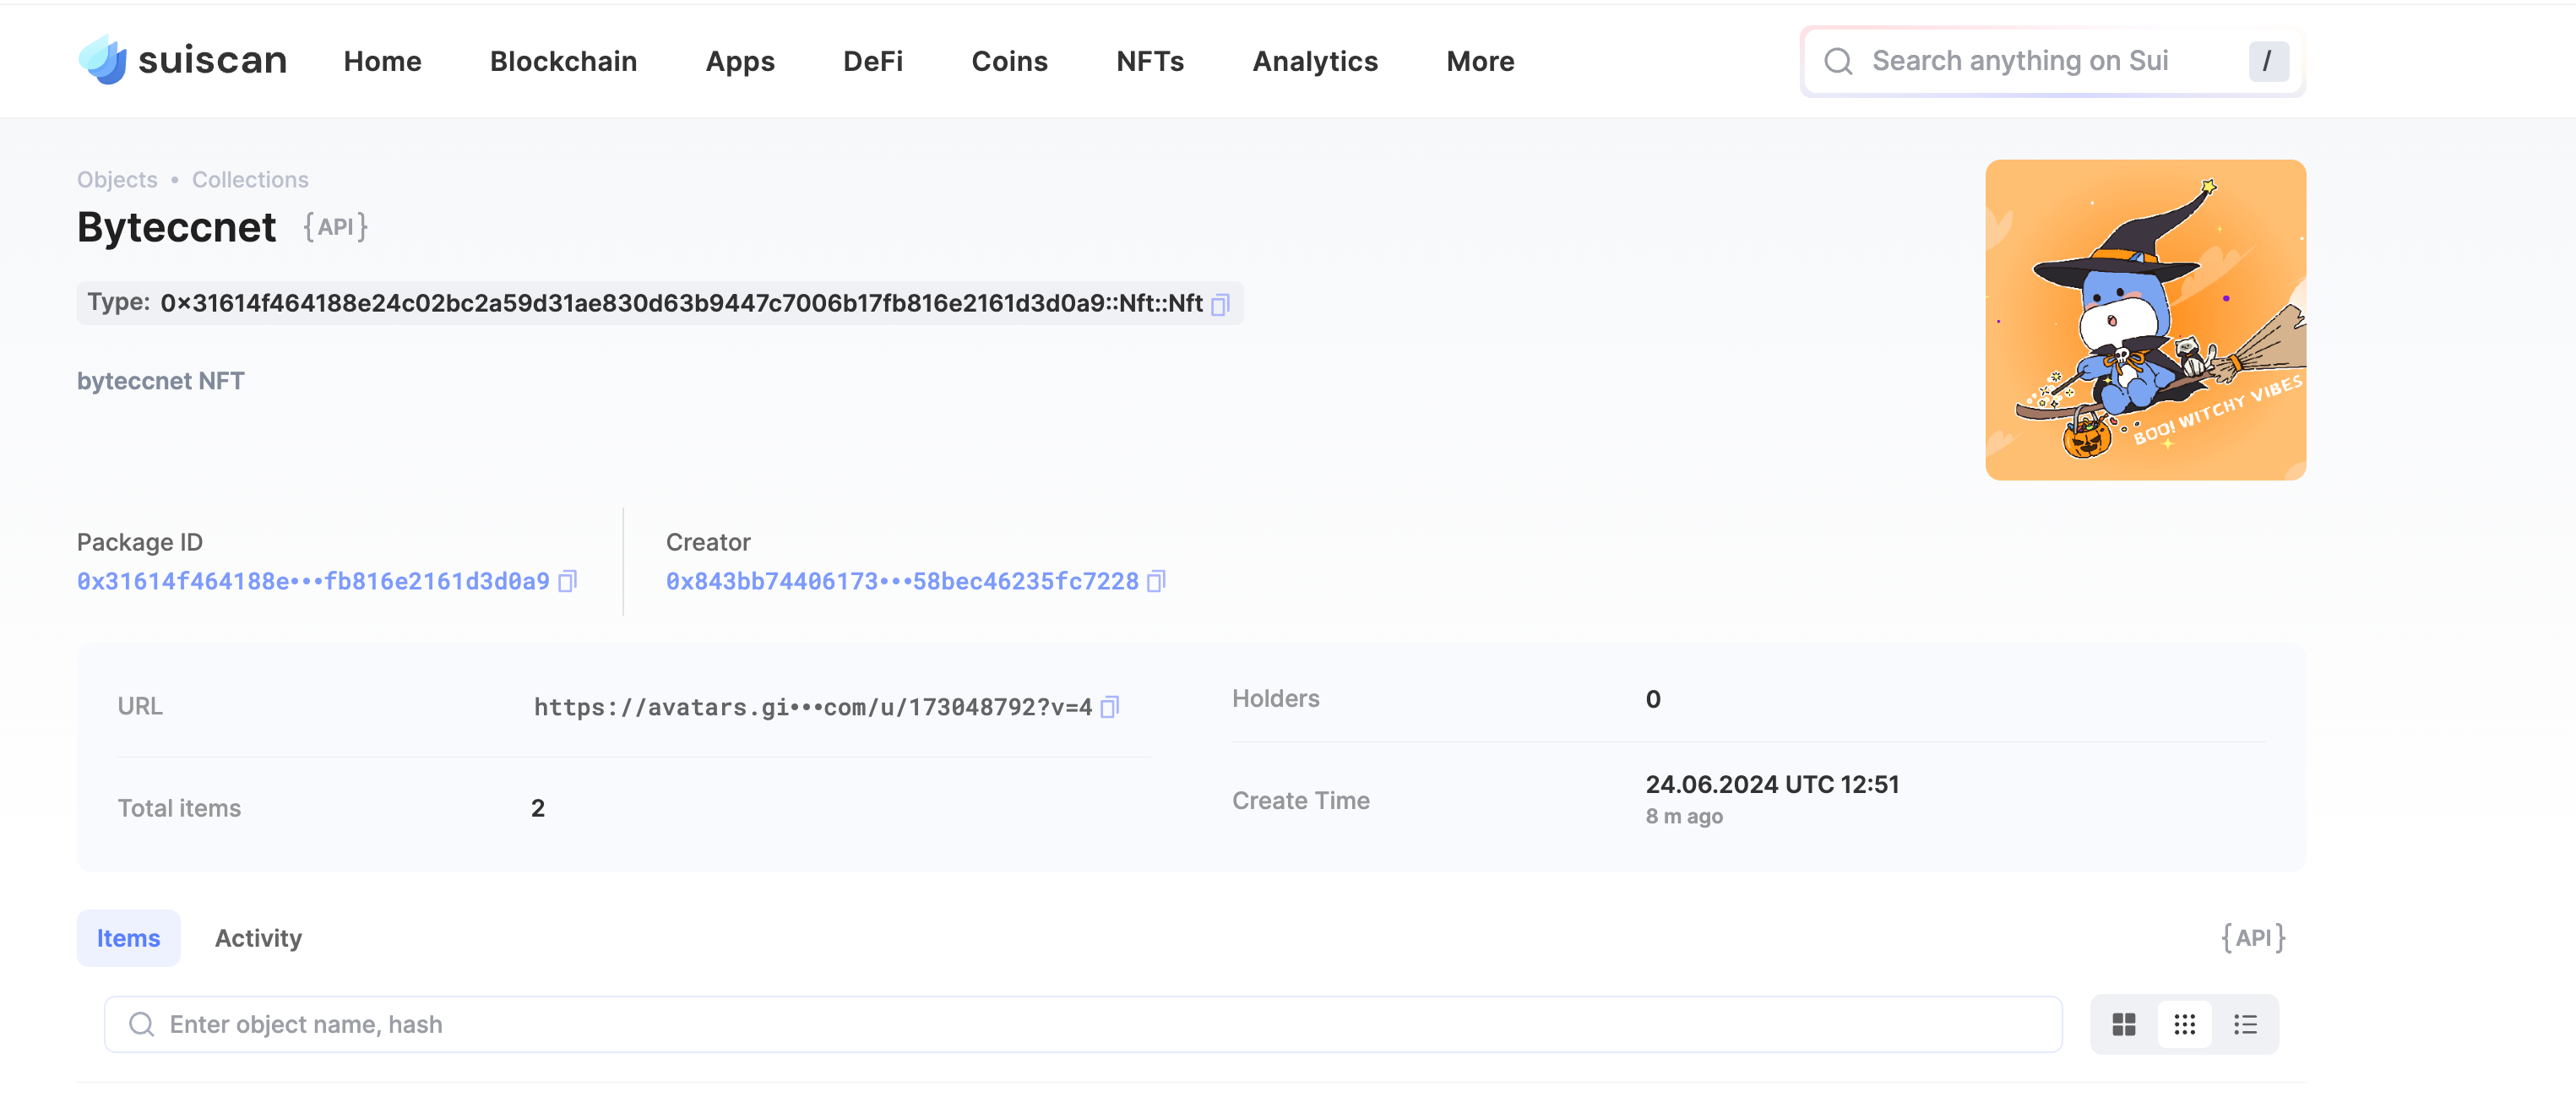 suiscan Home Blockchain Apps DeFi Coins NFTs Analytics More Search anything on Sui /
Objects • Collections
Byteccnet {API}
Type: 0x31614f464188e24c02bc2a59d31ae830d63b9447c7006b17fb816e2161d3d0a9::Nft::Nft
byteccnet NFT
BOO! WITCHY VIBES
Package ID
0x31614f464188e•••fb816e2161d3d0a9
Creator
0x843bb74406173•••58bec46235fc7228
URL https://avatars.gi•••com/u/173048792?v=4
Total items 2
Holders 0
Create Time 24.06.2024 UTC 12:51
8 m ago
Items Activity {API}
Enter object name, hash